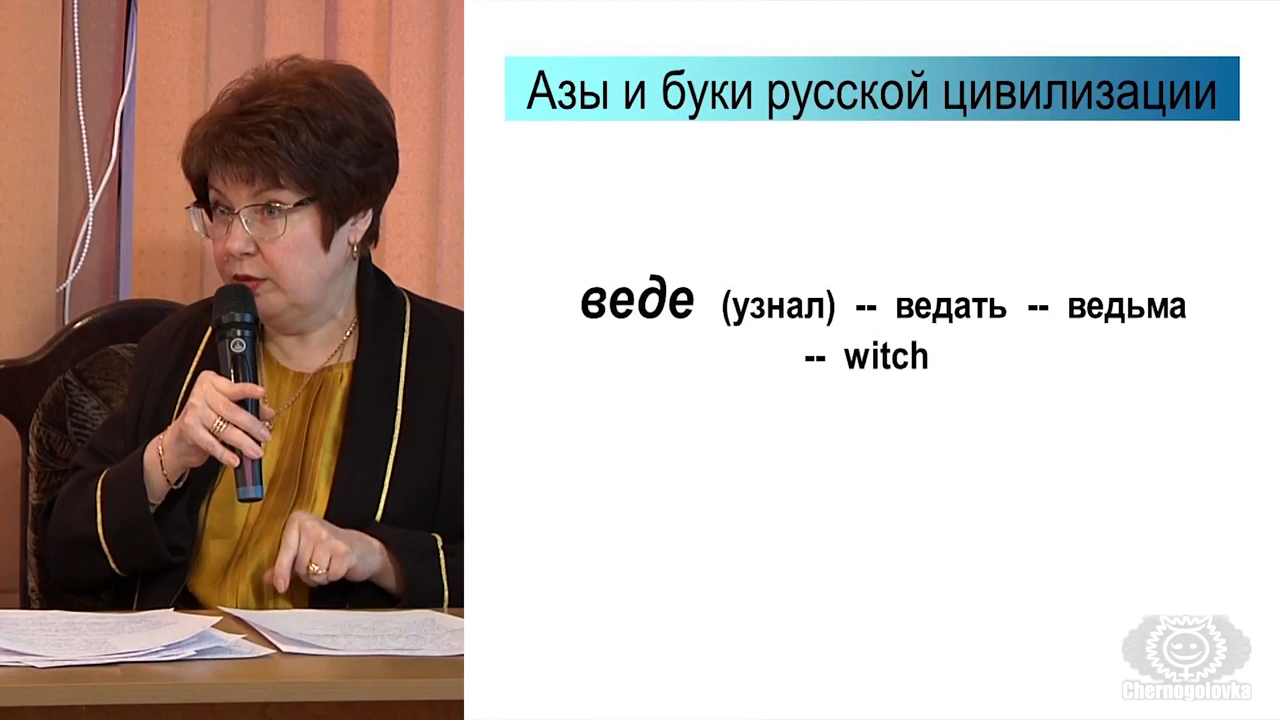 Азы и буки русской цивилизации
веде (узнал) -- ведать -- ведьма
-- witch
Chernogolovka